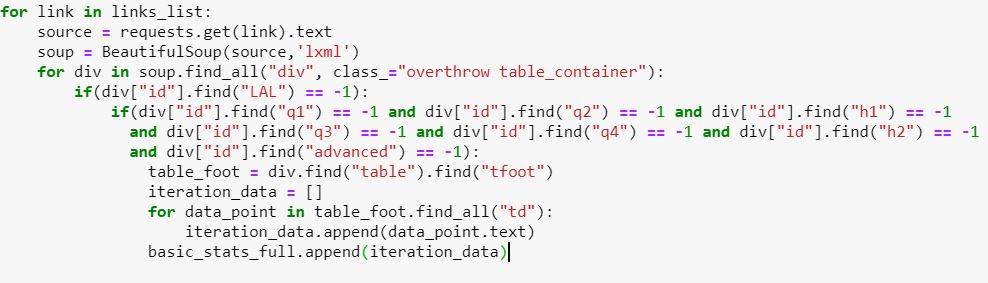 for link in links_list:
    source = requests.get(link).text
    soup = BeautifulSoup(source,'lxml')
    for div in soup.find_all("div", class_="overthrow table_container"):
        if(div["id"].find("LAL") == -1):
            if(div["id"].find("q1") == -1 and div["id"].find("q2") == -1 and div["id"].find("h1") == -1
              and div["id"].find("q3") == -1 and div["id"].find("q4") == -1 and div["id"].find("h2") == -1
              and div["id"].find("advanced") == -1):
                table_foot = div.find("table").find("tfoot")
                iteration_data = []
                for data_point in table_foot.find_all("td"):
                    iteration_data.append(data_point.text)
                basic_stats_full.append(iteration_data)